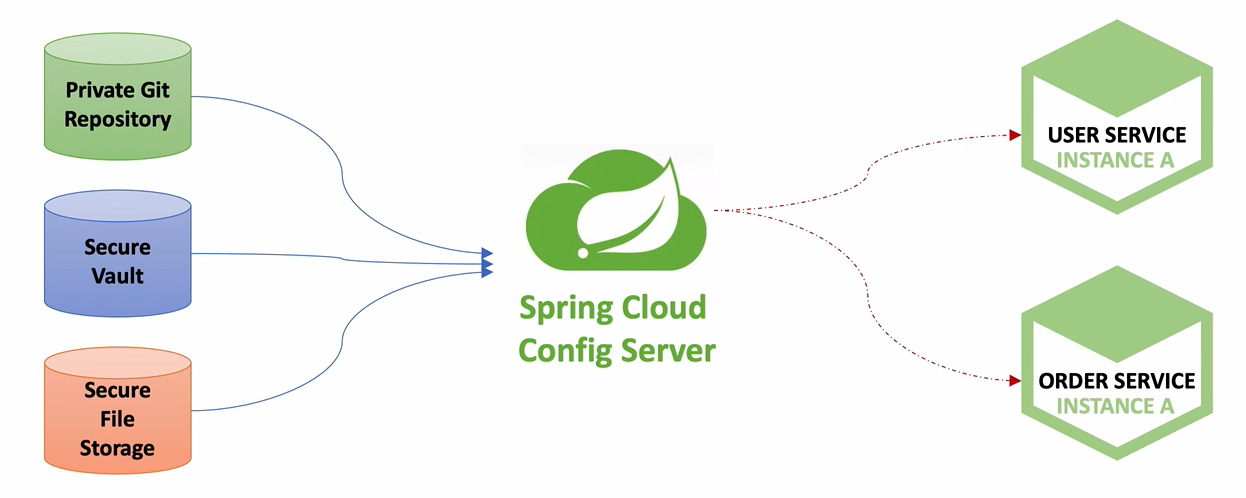 Private Git
Repository
Secure
Vault
Secure
File
Storage
Spring Cloud
Config Server
USER SERVICE
INSTANCE A
ORDER SERVICE
INSTANCE A